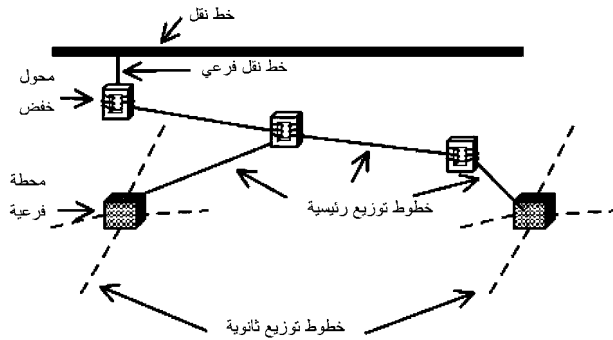 خط نقل
خط نقل فرعي
محول
خفض
محطة
فرعية
خطوط توزيع رئيسية
خطوط توزيع ثانوية